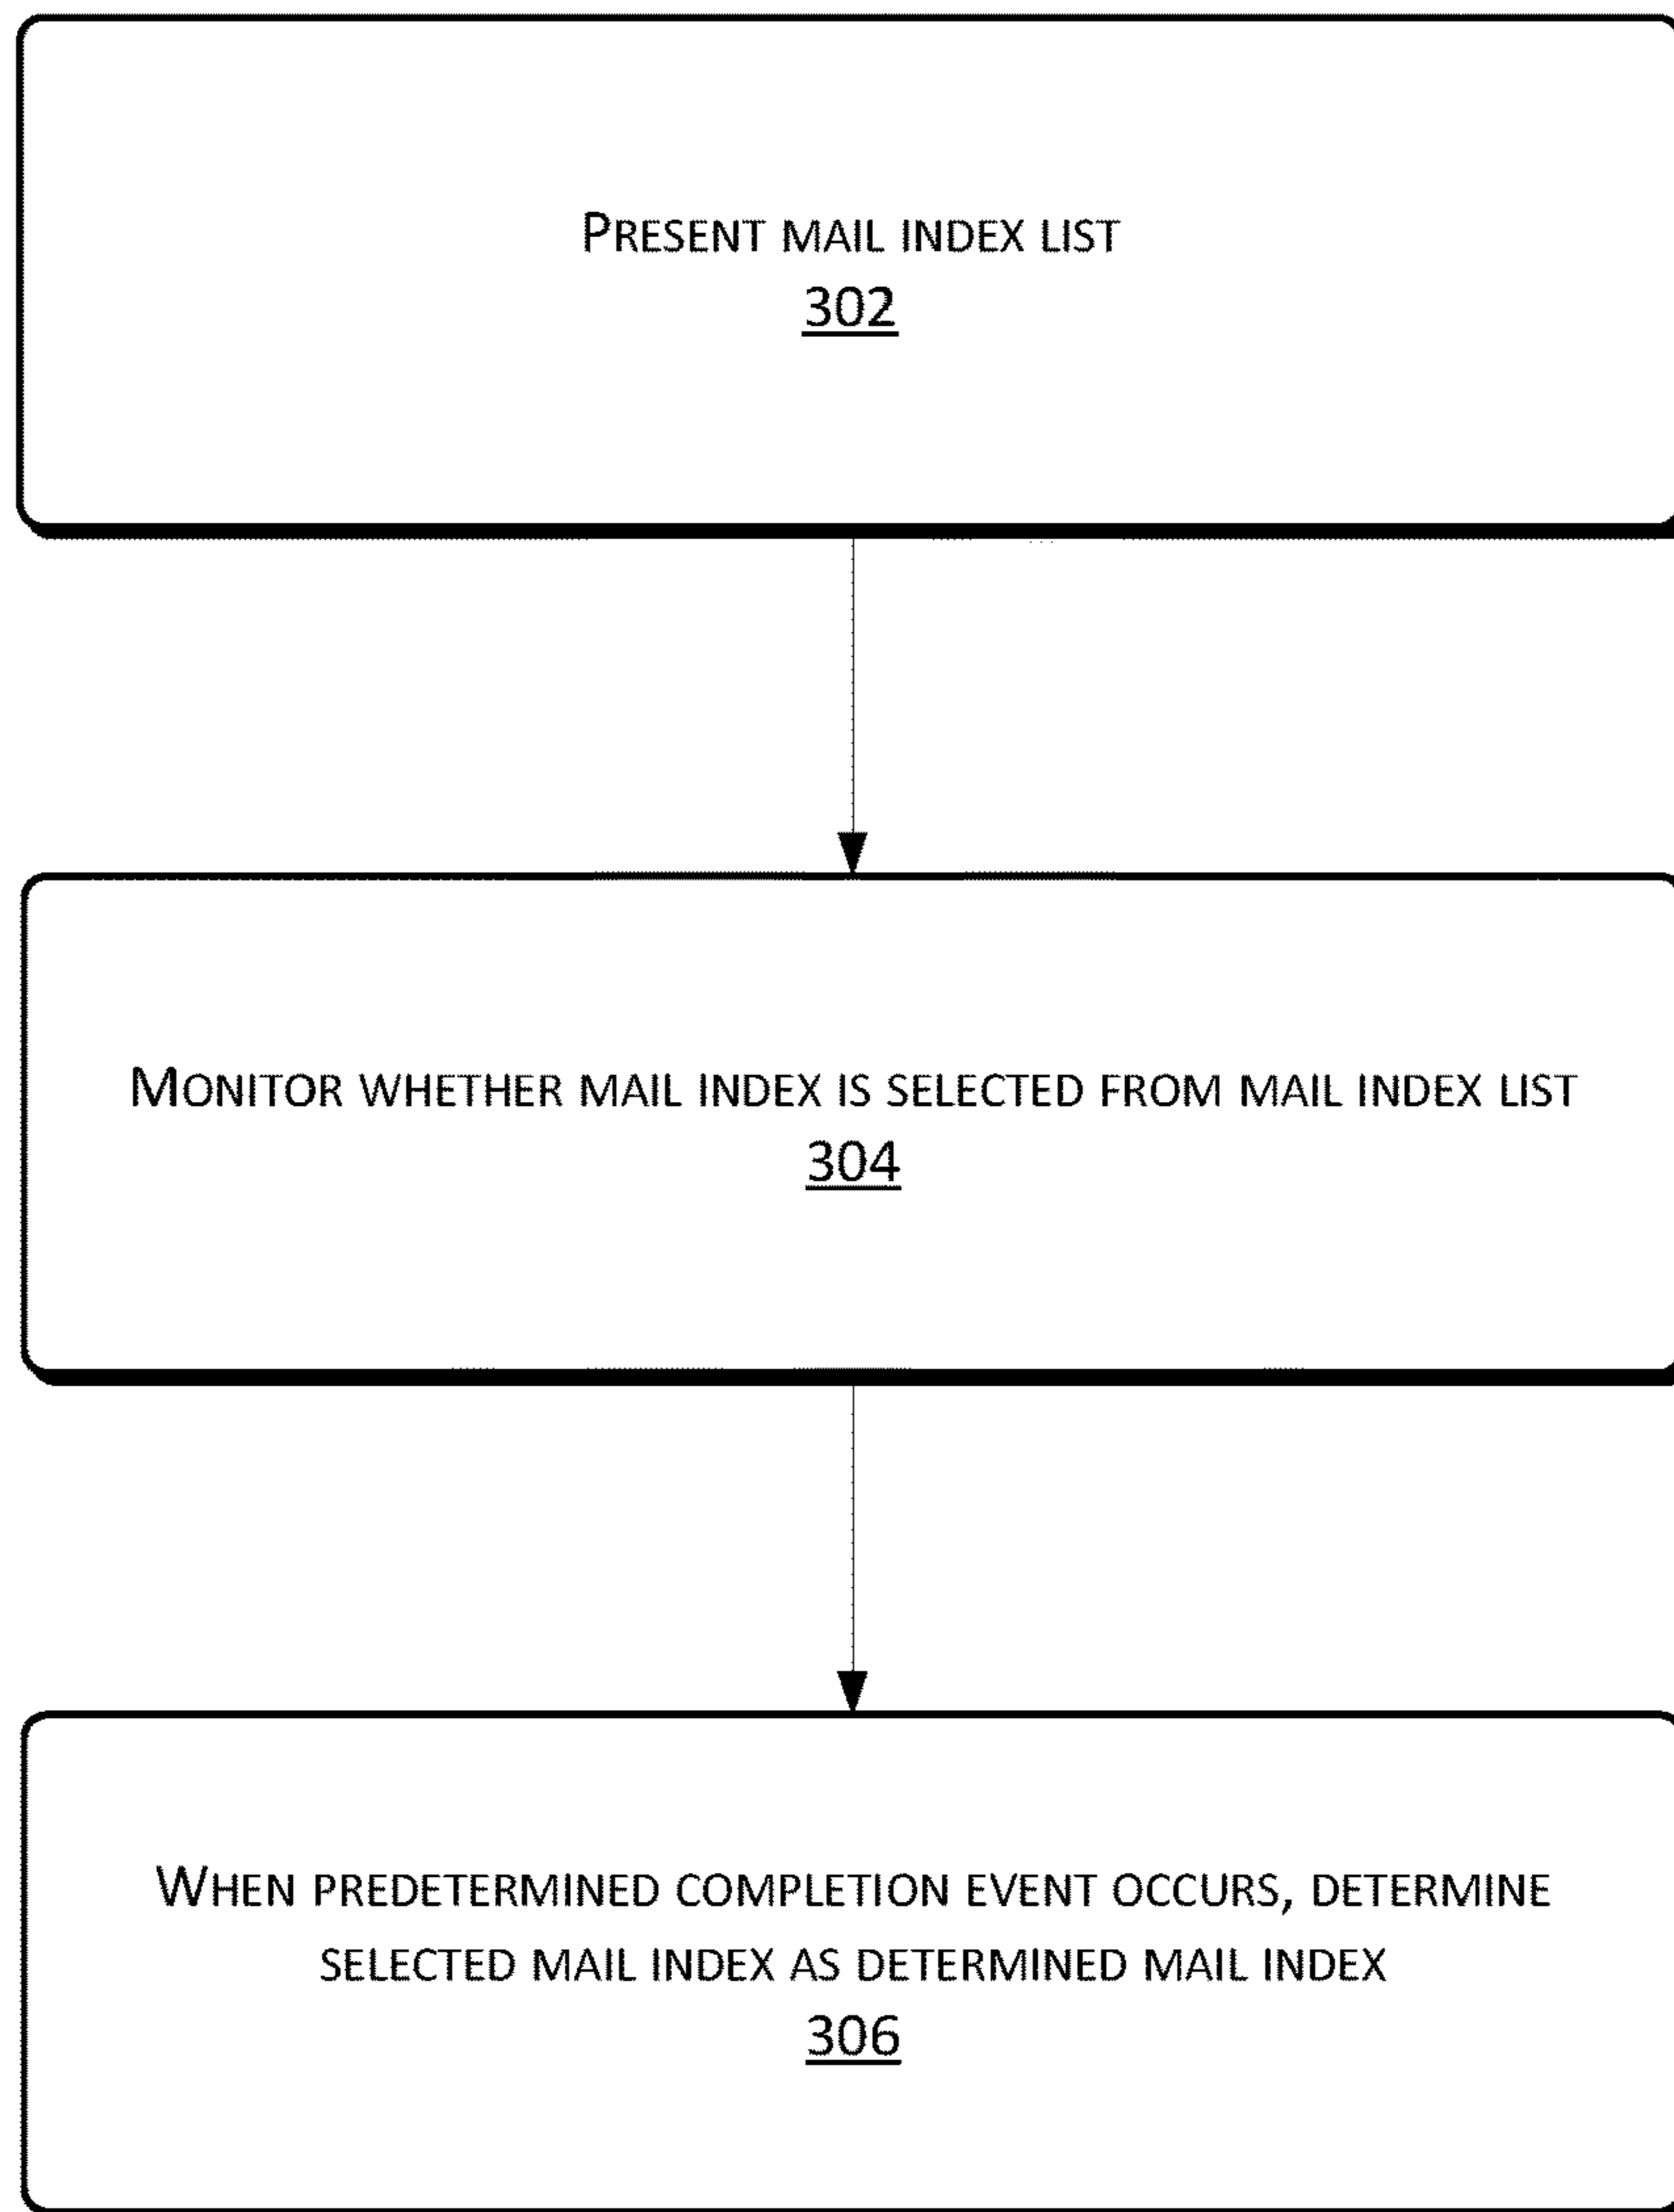 PRESENT MAIL INDEX LIST
302
MONITOR WHETHER MAIL INDEX IS SELECTED FROM MAIL INDEX LIST
304
WHEN PREDETERMINED COMPLETION EVENT OCCURS, DETERMINE
SELECTED MAIL INDEX AS DETERMINED MAIL INDEX
306